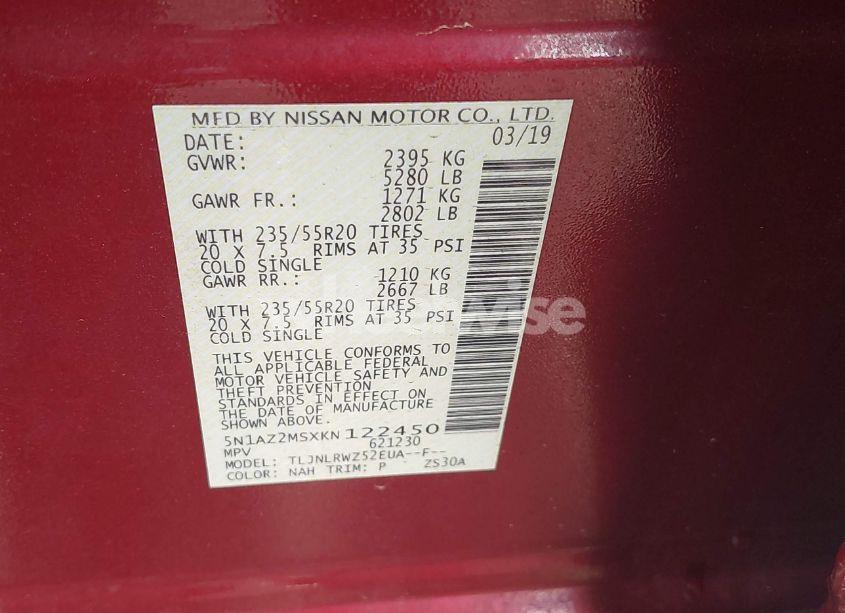 MFD BY NISSAN MOTOR CO., LTD.
DATE: 03/19
GVWR: 2395 KG
5280 LB
GAWR FR.: 1271 KG
2802 LB
WITH 235/55R20 TIRES
20 X 7.5 RIMS AT 35 PSI
COLD SINGLE
GAWR RR.: 1210 KG
2667 LB
WITH 235/55R20 TIRES
20 X 7.5 RIMS AT 35 PSI
COLD SINGLE
THIS VEHICLE CONFORMS TO
ALL APPLICABLE FEDERAL
MOTOR VEHICLE SAFETY AND
THEFT PREVENTION
STANDARDS IN EFFECT ON
THE DATE OF MANUFACTURE
SHOWN ABOVE.
5N1AZ2MSXKN122450
MPV 621230
MODEL: TLJNLRWZ52EUA--F--
COLOR: NAH TRIM: P ZS30A